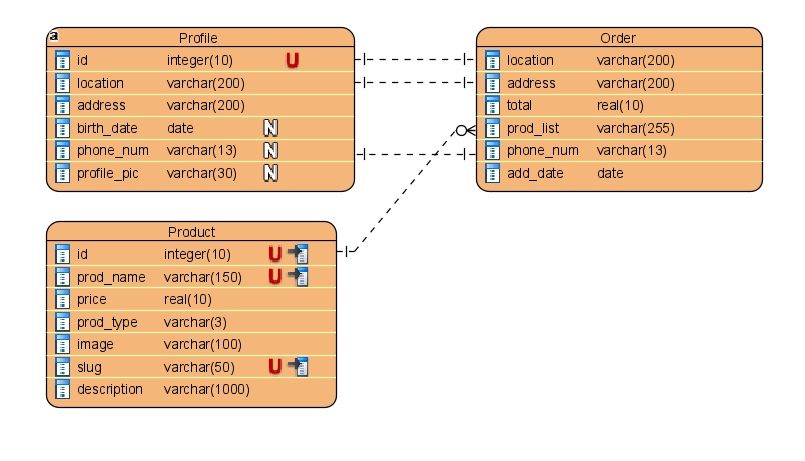 a
Profile
id integer(10) U
location varchar(200)
address varchar(200)
birth_date date N
phone_num varchar(13) N
profile_pic varchar(30) N
Order
location varchar(200)
address varchar(200)
total real(10)
prod_list varchar(255)
phone_num varchar(13)
add_date date
Product
id integer(10) U
prod_name varchar(150) U
price real(10)
prod_type varchar(3)
image varchar(100)
slug varchar(50) U
description varchar(1000)